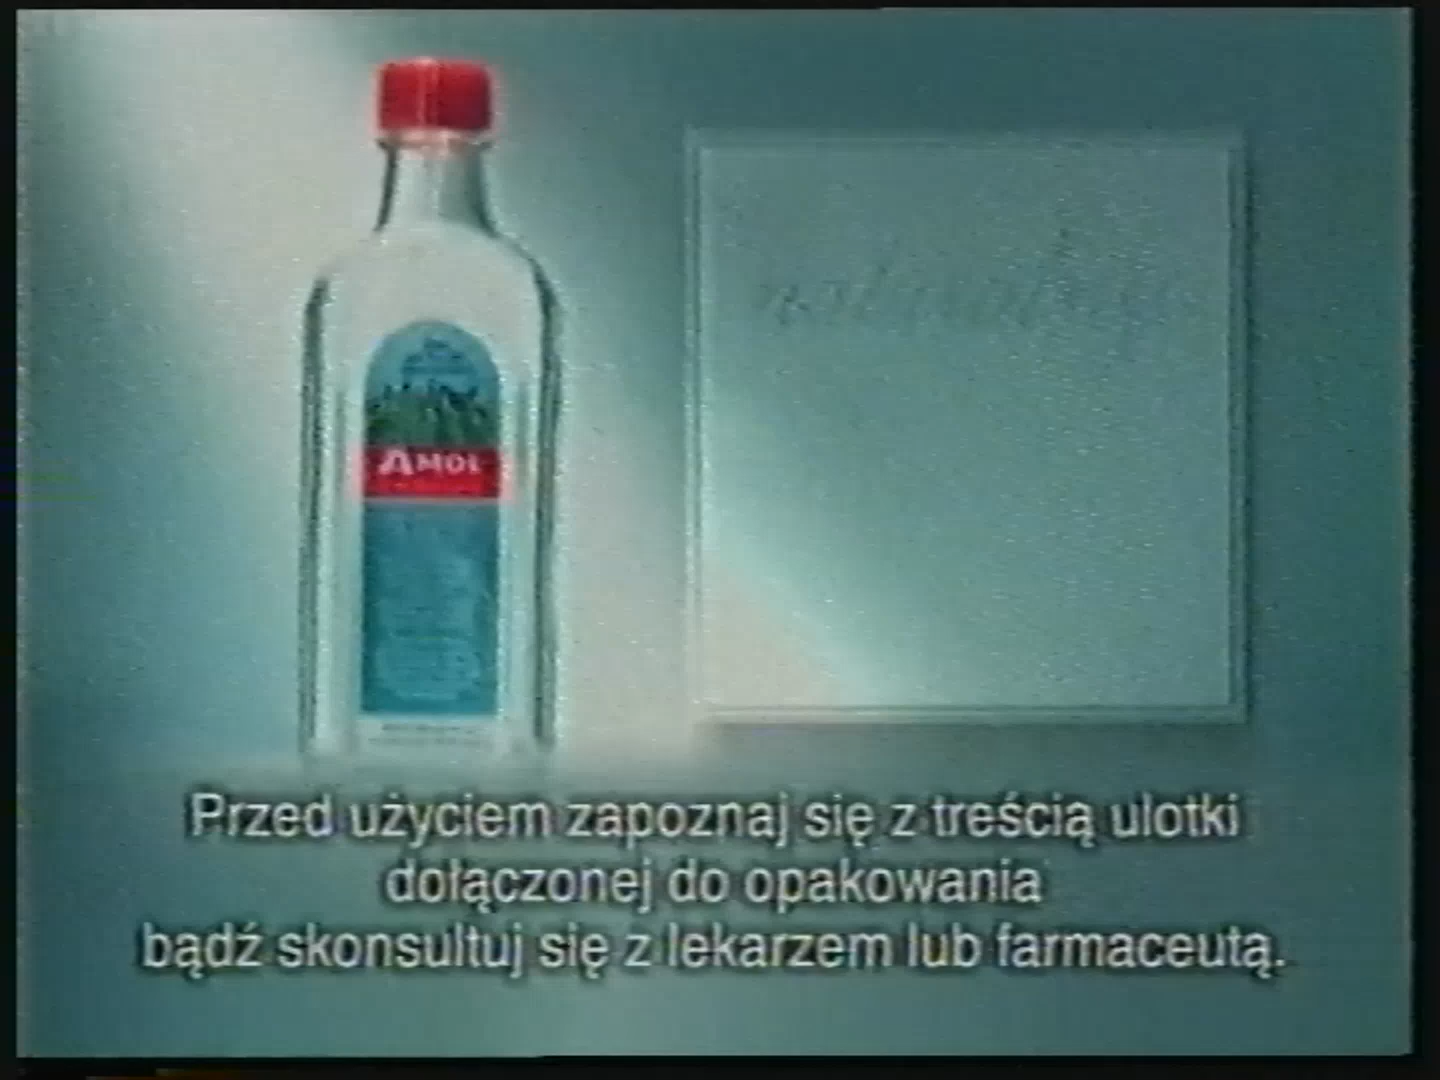 AMOL
Przed użyciem zapoznaj się z treścią ulotki
dołączonej do opakowania
bądź skonsultuj się z lekarzem lub farmaceutą.